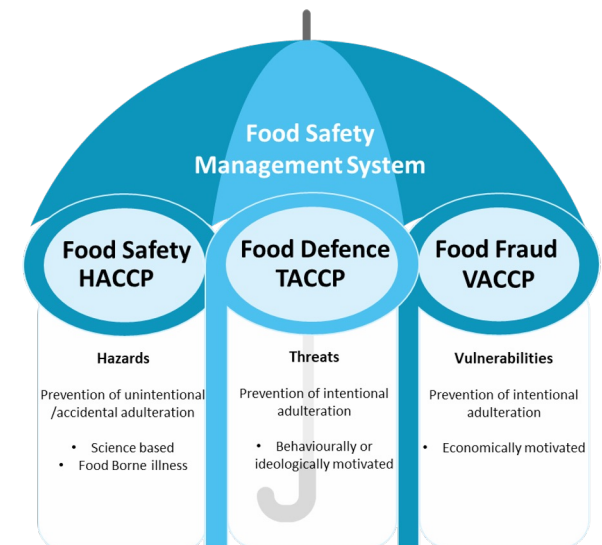 Food Safety
Management System
Food Safety
HACCP
Food Defence
TACCP
Food Fraud
VACCP
Hazards
Prevention of unintentional
/accidental adulteration
• Science based
• Food Borne illness
Threats
Prevention of intentional
adulteration
• Behaviourally or
ideologically motivated
Vulnerabilities
Prevention of intentional
adulteration
• Economically motivated